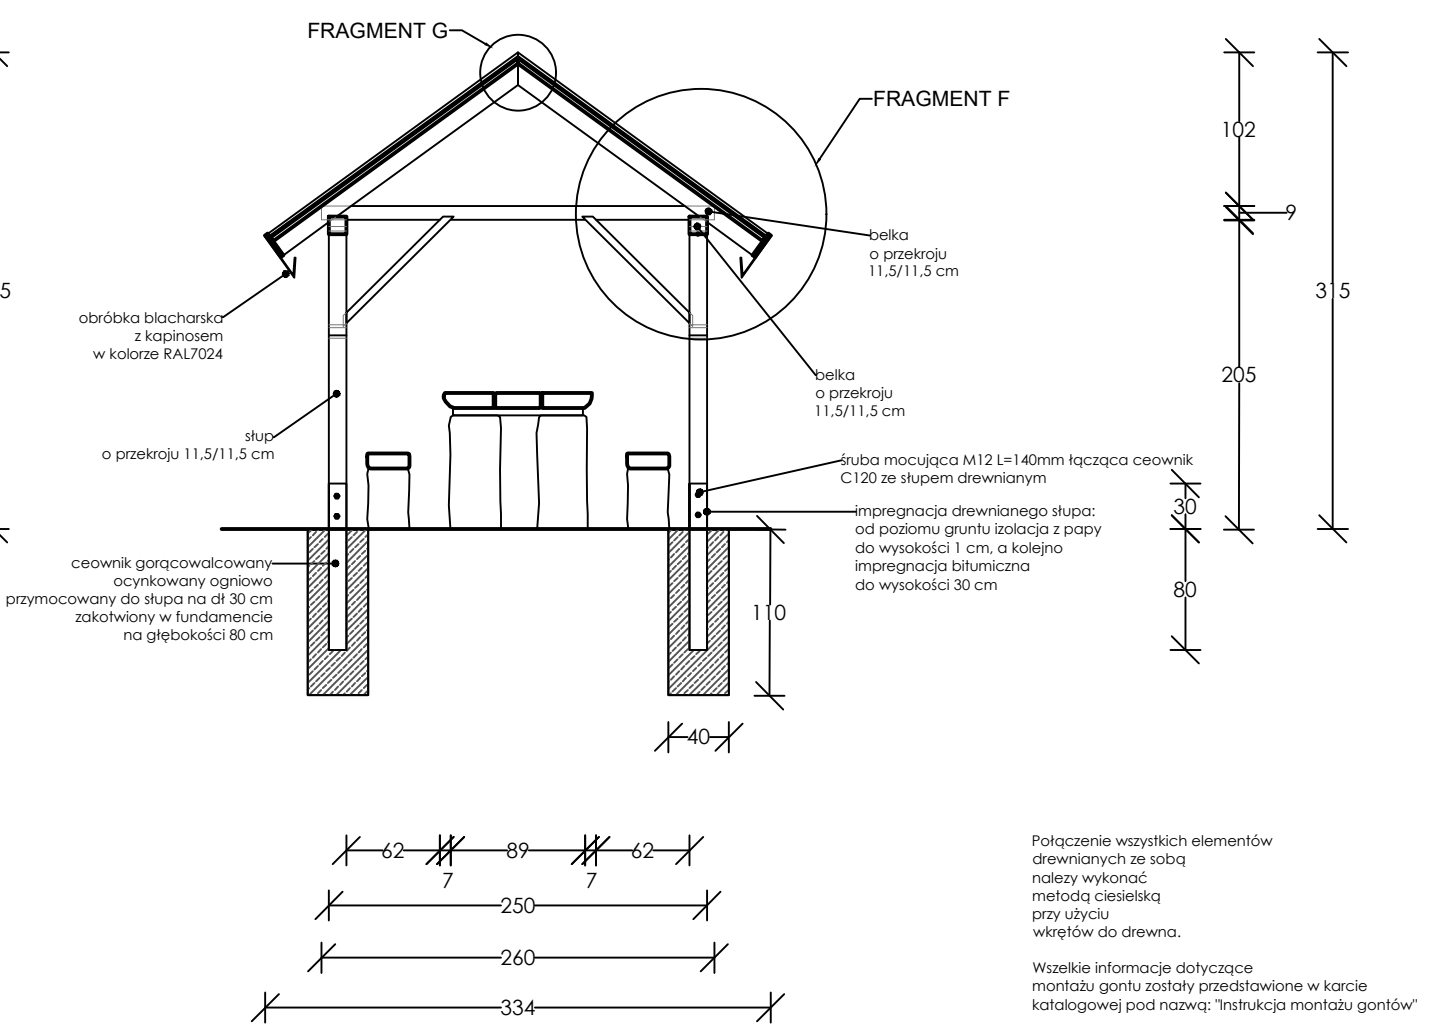 FRAGMENT G
FRAGMENT F
102
9
5
315
205
belka
o przekroju
11,5/11,5 cm
obróbka blacharska
z kapinosem
w kolorze RAL7024
belka
o przekroju
11,5/11,5 cm
słup
o przekroju 11,5/11,5 cm
śruba mocująca M12 L=140mm łącząca ceownik
C120 ze słupem drewnianym
30
impregnacja drewnianego słupa:
od poziomu gruntu izolacja z papy
do wysokości 1 cm, a kolejno
impregnacja bitumiczna
do wysokości 30 cm
ceownik gorącowalcowany
ocynkowany ogniowo
przymocowany do słupa na dł 30 cm
zakotwiony w fundamencie
na głębokości 80 cm
80
110
40
62
89
62
7
7
250
260
334
Połączenie wszystkich elementów
drewnianych ze sobą
nalezy wykonać
metodą ciesielską
przy użyciu
wkrętów do drewna.
Wszelkie informacje dotyczące
montażu gontu zostały przedstawione w karcie
katalogowej pod nazwą: "Instrukcja montażu gontów"